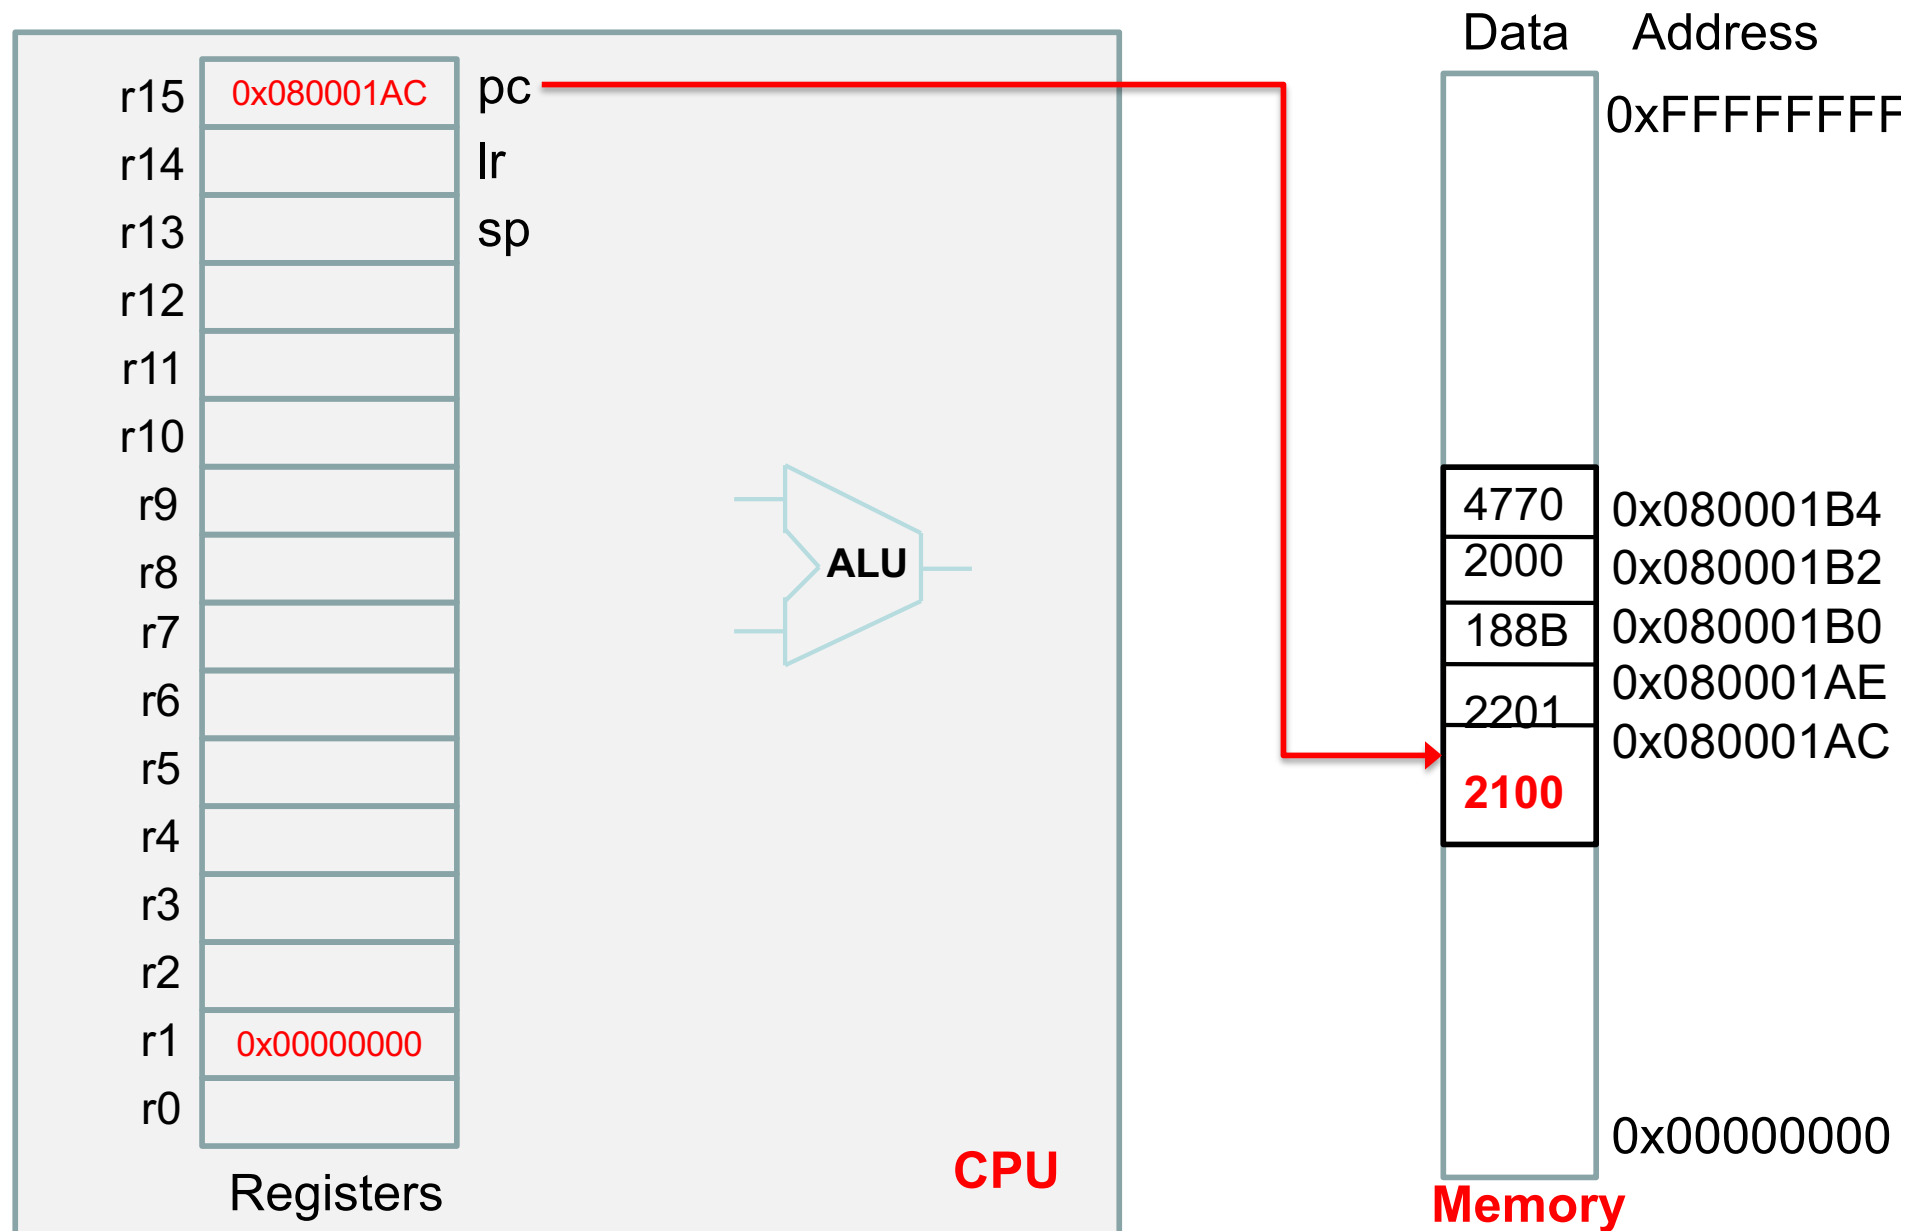 Data Address
r15 0x080001AC pc
0xFFFFFFFF
r14 lr
r13 sp
r12
r11
r10
r9
4770 0x080001B4
r8
ALU
2000 0x080001B2
r7
188B 0x080001B0
r6
2201 0x080001AE
r5
0x080001AC
2100
r4
r3
r2
r1 0x00000000
r0
0x00000000
CPU
Registers
Memory